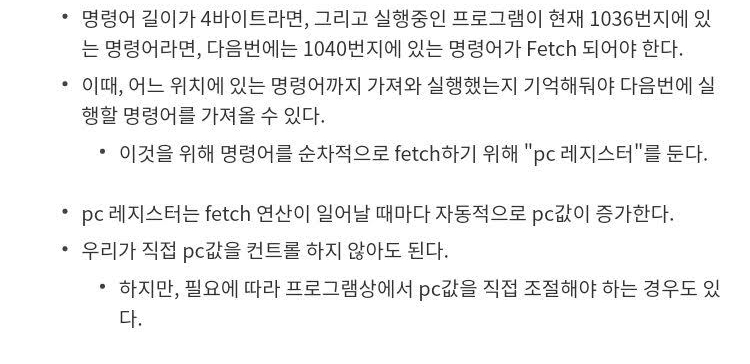 • 명령어 길이가 4바이트라면, 그리고 실행중인 프로그램이 현재 1036번지에 있
는 명령어라면, 다음번에는 1040번지에 있는 명령어가 Fetch 되어야 한다.
• 이때, 어느 위치에 있는 명령어까지 가져와 실행했는지 기억해둬야 다음번에 실
행할 명령어를 가져올 수 있다.
• 이것을 위해 명령어를 순차적으로 fetch하기 위해 "pc 레지스터"를 둔다.
• pc 레지스터는 fetch 연산이 일어날 때마다 자동적으로 pc값이 증가한다.
• 우리가 직접 pc값을 컨트롤 하지 않아도 된다.
• 하지만, 필요에 따라 프로그램상에서 pc값을 직접 조절해야 하는 경우도 있
다.